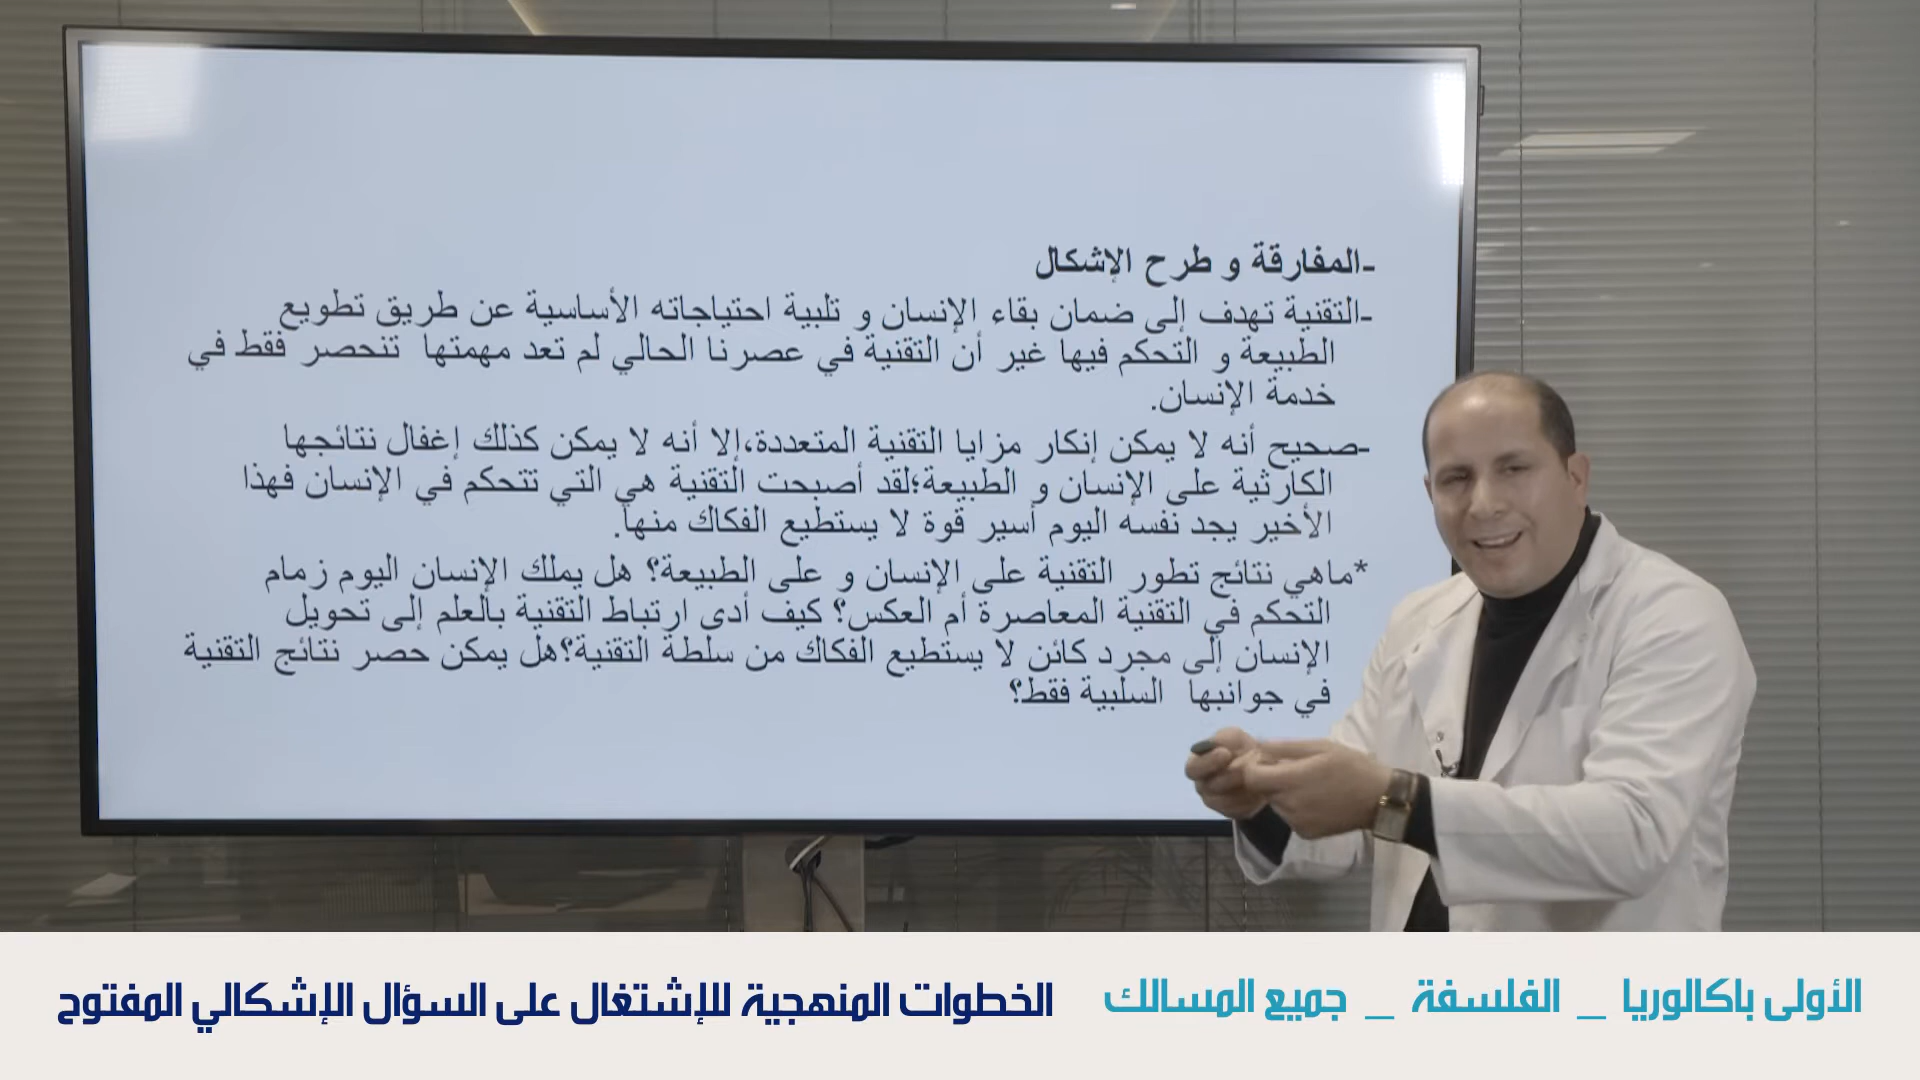 -المفارقة و طرح الإشكال
-التقنية تهدف إلى ضمان بقاء الإنسان و تلبية احتياجاته الأساسية عن طريق تطويع
الطبيعة و التحكم فيها غير أن التقنية في عصرنا الحالي لم تعد مهمتها تنحصر فقط في
خدمة الإنسان.
-صحيح أنه لا يمكن إنكار مزايا التقنية المتعددة،إلا أنه لا يمكن كذلك إغفال نتائجها
الكارثية على الإنسان و الطبيعة؛لقد أصبحت التقنية هي التي تتحكم في الإنسان فهذا
الأخير يجد نفسه اليوم أسير قوة لا يستطيع الفكاك منها.
*ماهي نتائج تطور التقنية على الإنسان و على الطبيعة؟ هل يملك الإنسان اليوم زمام
التحكم في التقنية المعاصرة أم العكس؟ كيف أدى ارتباط التقنية بالعلم إلى تحويل
الإنسان إلى مجرد كائن لا يستطيع الفكاك من سلطة التقنية؟هل يمكن حصر نتائج التقنية
في جوانبها السلبية فقط؟
الأولى باكالوريا _ الفلسفة _ جميع المسالك
الخطوات المنهجية للإشتغال على السؤال الإشكالي المفتوح